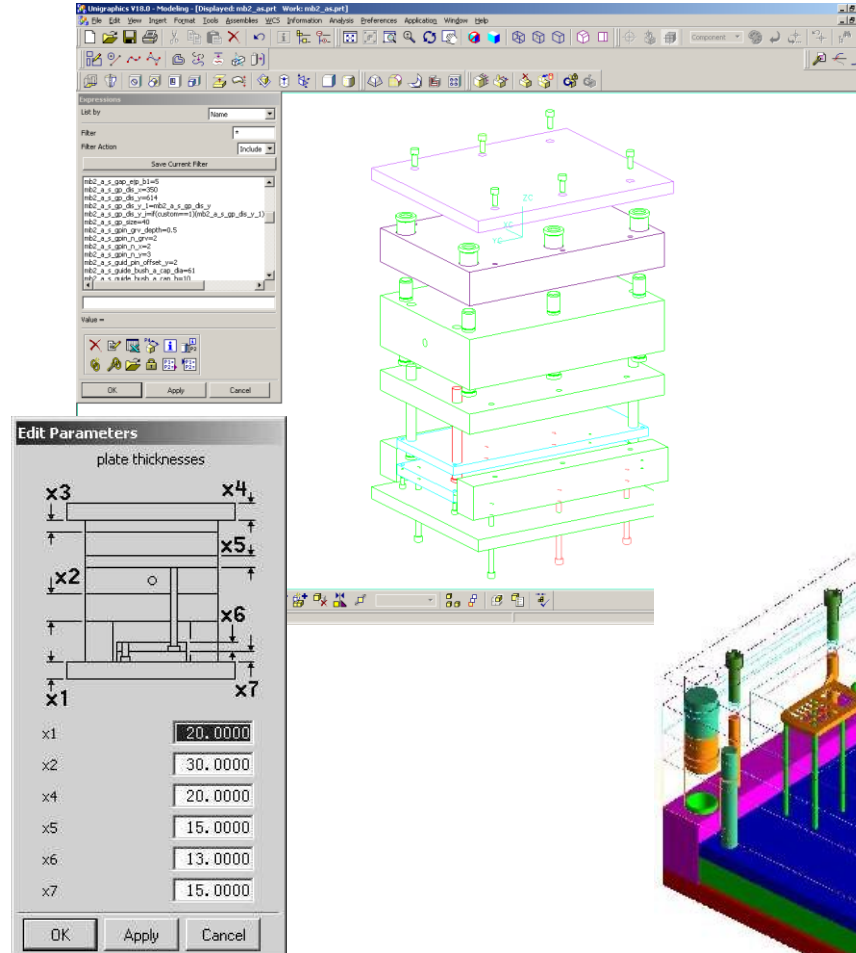 Unigraphics V18.0 - Modeling - [Displayed: mb2_as.prt Work: mb2_as.prt]
File Edit View Insert Format Tools Assemblies WCS Information Analysis Preferences Application Window Help
Component
Expressions
List by
Name
Filter
*
Filter Action
Include
Save Current Filter
mb2_a_s_gap_ejp_b1=5
mb2_a_s_gp_dis_x=350
mb2_a_s_gp_dis_y=614
mb2_a_s_gp_dis_y_1=mb2_a_s_gp_dis_y
mb2_a_s_gp_size=40
mb2_a_s_gpin_grv_depth=0.5
mb2_a_s_gpin_n_grv=2
mb2_a_s_gpin_n_x=2
mb2_a_s_gpin_n_y=3
mb2_a_s_guid_pin_offset_y=2
mb2_a_s_guide_bush_a_cap_dia=61
Value =
OK Apply Cancel
ZC
XC
YC
Edit Parameters
plate thicknesses
x3 x4
x5
x2
x6
x1 x7
x1 20.0000
x2 30.0000
x4 20.0000
x5 15.0000
x6 13.0000
x7 15.0000
OK Apply Cancel